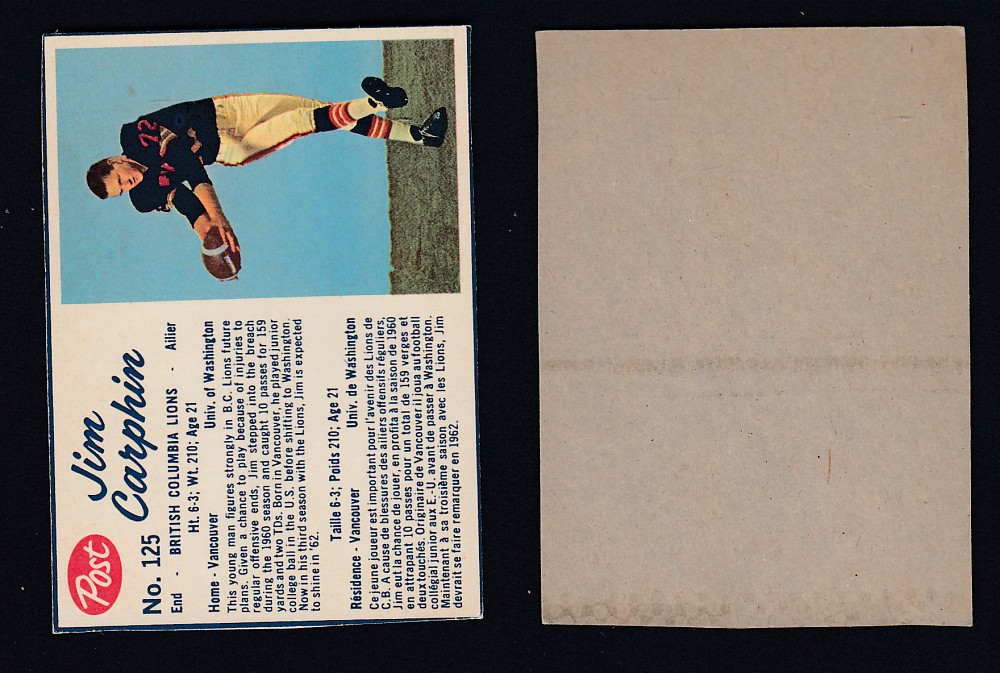 Post
No. 125
Jim
Carphin
End - BRITISH COLUMBIA LIONS - Ailier
Ht. 6-3; Wt. 210; Age 21
Home - Vancouver Univ. of Washington
This young man figures strongly in B.C. Lions future
plans. Given a chance to play because of injuries to
regular offensive ends, Jim stepped into the breach
during the 1960 season and caught 10 passes for 159
yards and two TDs. Born in Vancouver, he played junior
college ball in the U.S. before shifting to Washington.
Now in his third season with the Lions, Jim is expected
to shine in '62.
Taille 6-3; Poids 210; Age 21
Résidence - Vancouver Univ. de Washington
Ce jeune joueur est important pour l'avenir des Lions de
C.B. A cause de blessures des ailiers offensifs réguliers,
Jim eut la chance de jouer, en profita à la saison de 1960
en attrapant 10 passes pour un total de 159 verges et
deux touchés. Originaire de Vancouver il joua au football
collégial junior aux E.-U. avant de passer à Washington.
Maintenant à sa troisième saison avec les Lions, Jim
devrait se faire remarquer en 1962.
72